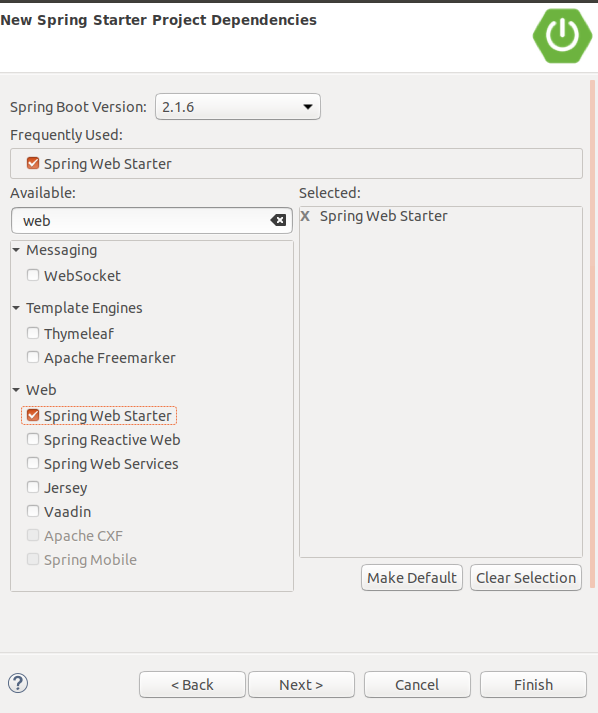 New Spring Starter Project Dependencies
Spring Boot Version: 2.1.6
Frequently Used:
Spring Web Starter
Available:
Selected:
web
X Spring Web Starter
Messaging
WebSocket
Template Engines
Thymeleaf
Apache Freemarker
Web
Spring Web Starter
Spring Reactive Web
Spring Web Services
Jersey
Vaadin
Apache CXF
Spring Mobile
Make Default
Clear Selection
?
< Back
Next >
Cancel
Finish